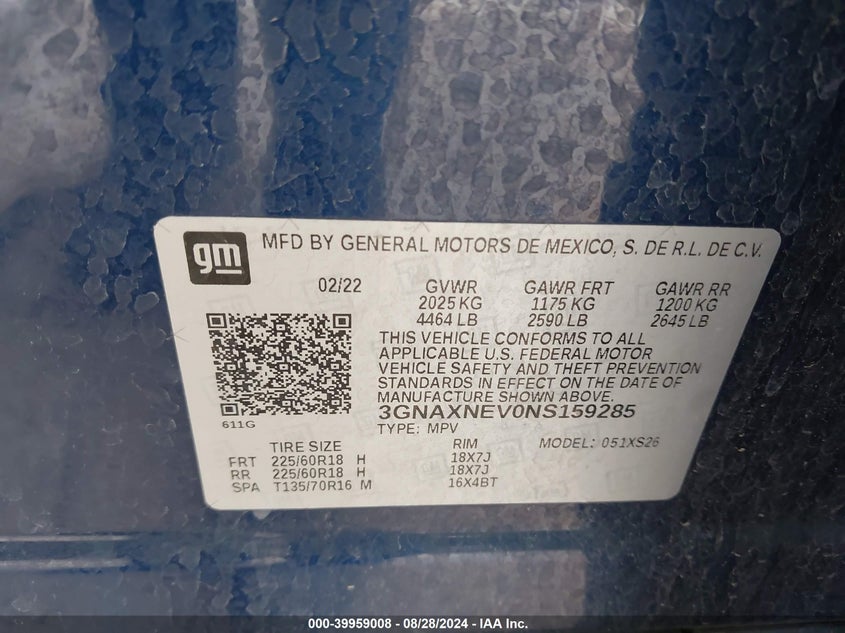 gm
MFD BY GENERAL MOTORS DE MEXICO, S. DE R.L. DE C.V.
02/22 GVWR GAWR FRT GAWR RR
2025 KG 1175 KG 1200 KG
4464 LB 2590 LB 2645 LB
THIS VEHICLE CONFORMS TO ALL
APPLICABLE U.S. FEDERAL MOTOR
VEHICLE SAFETY AND THEFT PREVENTION
STANDARDS IN EFFECT ON THE DATE OF
MANUFACTURE SHOWN ABOVE.
3GNAXNEV0NS159285
611G
TYPE: MPV
TIRE SIZE RIM MODEL: 051XS26
FRT 225/60R18 H 18X7J
RR 225/60R18 H 18X7J
SPA T135/70R16 M 16X4BT
000-39959008 - 08/28/2024 - IAA Inc.